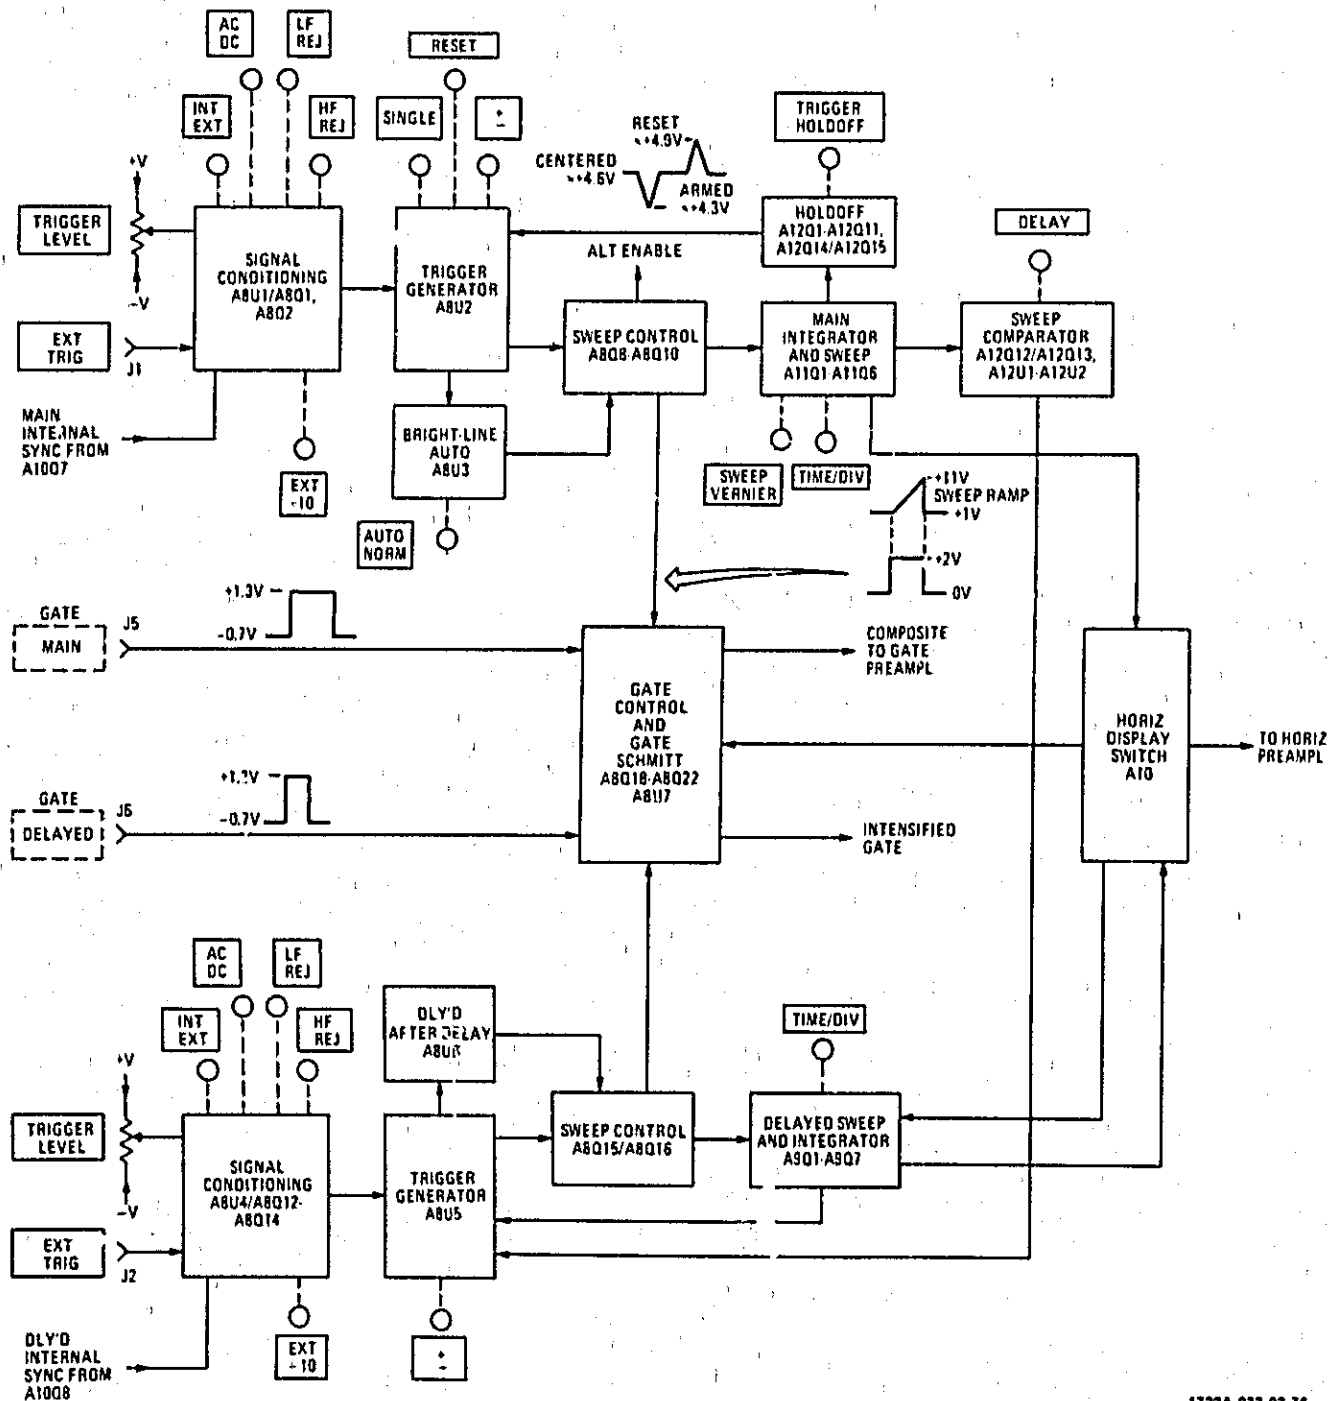 AC
DC
LF
REJ
RESET
INT
EXT
HF
REJ
SINGLE
+
-
RESET
≈+4.9V
CENTERED
≈+4.6V
ARMED
≈+4.3V
TRIGGER
HOLDOFF
+V
TRIGGER
LEVEL
-V
SIGNAL
CONDITIONING
A8U1/A8Q1,
A8Q2
TRIGGER
GENERATOR
A8U2
ALT ENABLE
HOLDOFF
A12Q1-A12Q11,
A12Q14/A12Q15
DELAY
EXT
TRIG
J1
SWEEP CONTROL
A8Q8-A8Q10
MAIN
INTEGRATOR
AND SWEEP
A11Q1-A11Q6
SWEEP
COMPARATOR
A12Q12/A12Q13,
A12U1-A12U2
MAIN
INTERNAL
SYNC FROM
A10Q7
BRIGHT-LINE
AUTO
A8U3
EXT
÷10
AUTO
NORM
SWEEP
VERNIER
TIME/DIV
+11V
SWEEP RAMP
+1V
+2V
0V
GATE
MAIN
J5
+1.3V
-0.7V
COMPOSITE
TO GATE
PREAMPL
GATE
CONTROL
AND
GATE
SCHMITT
A8Q18-A8Q22
A8U7
HORIZ
DISPLAY
SWITCH
A10
TO HORIZ
PREAMPL
GATE
DELAYED
J6
-0.7V
INTENSIFIED
GATE
AC
DC
LF
REJ
INT
EXT
HF
REJ
DLY'D
AFTER DELAY
TIME/DIV
+V
TRIGGER
LEVEL
-V
SIGNAL
CONDITIONING
A8U4/A8Q12-
A8Q14
TRIGGER
GENERATOR
A8U5
SWEEP CONTROL
A8Q15/A8Q16
DELAYED SWEEP
AND INTEGRATOR
A9Q1-A9Q7
EXT
TRIG
J2
DLY'D
INTERNAL
SYNC FROM
A10Q8
EXT
÷10
+
-